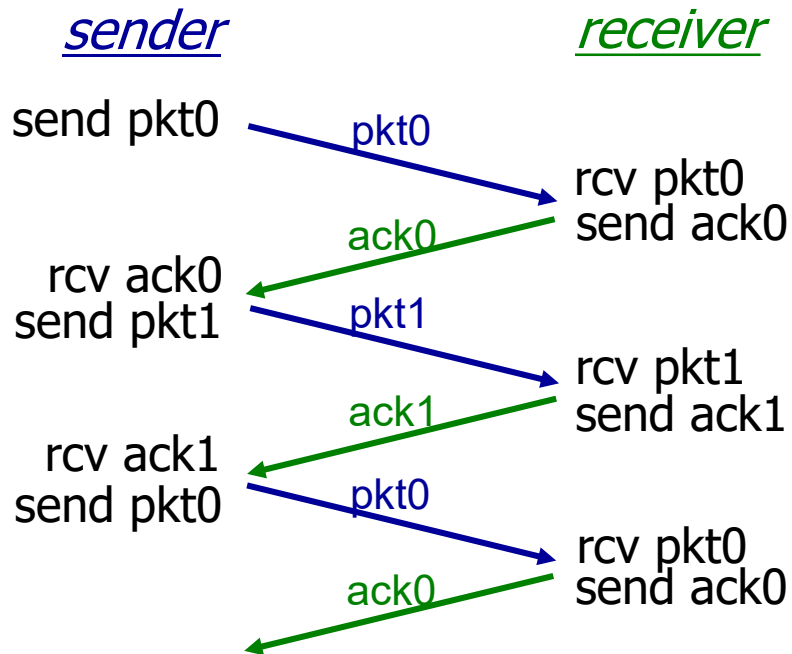 sender
receiver
send pkt0
pkt0
rcv pkt0
send ack0
ack0
rcv ack0
send pkt1
pkt1
rcv pkt1
send ack1
ack1
rcv ack1
send pkt0
pkt0
rcv pkt0
send ack0
ack0